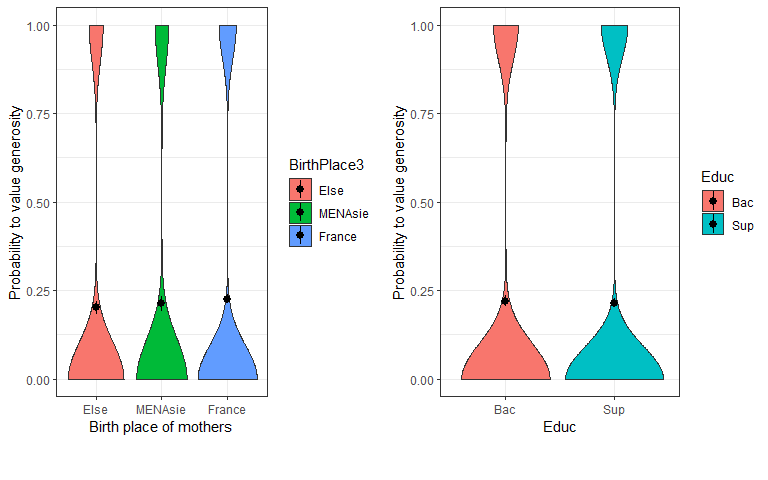 Probability to value generosity
1.00
0.75
0.50
0.25
0.00
Else
MENAsie
France
Birth place of mothers
BirthPlace3
Else
MENAsie
France
Probability to value generosity
1.00
0.75
0.50
0.25
0.00
Bac
Sup
Educ
Educ
Bac
Sup